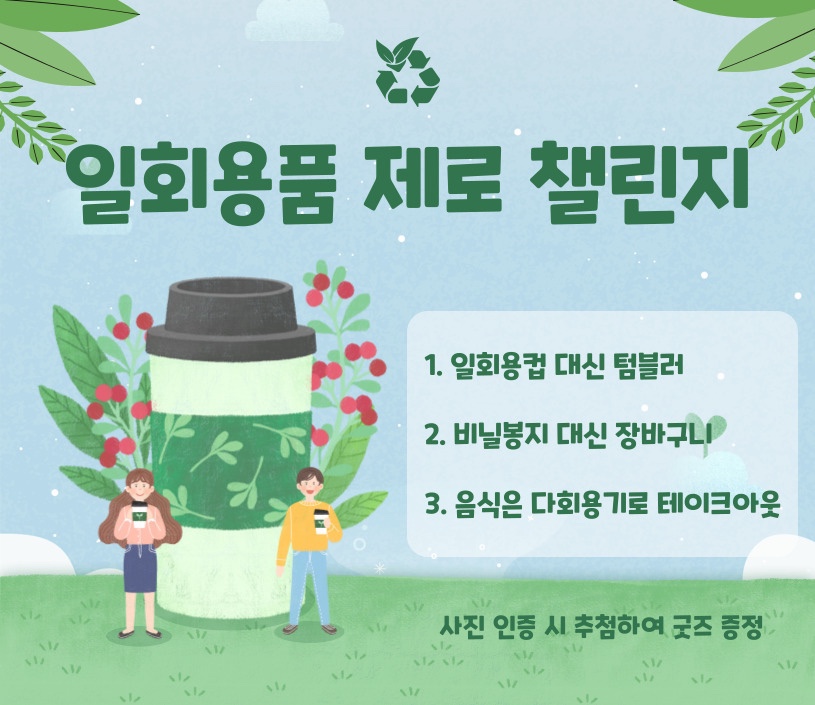 일회용품 제로 챌린지
1. 일회용컵 대신 텀블러
2. 비닐봉지 대신 장바구니
3. 음식은 다회용기로 테이크아웃
사진 인증 시 추첨하여 굿즈 증정